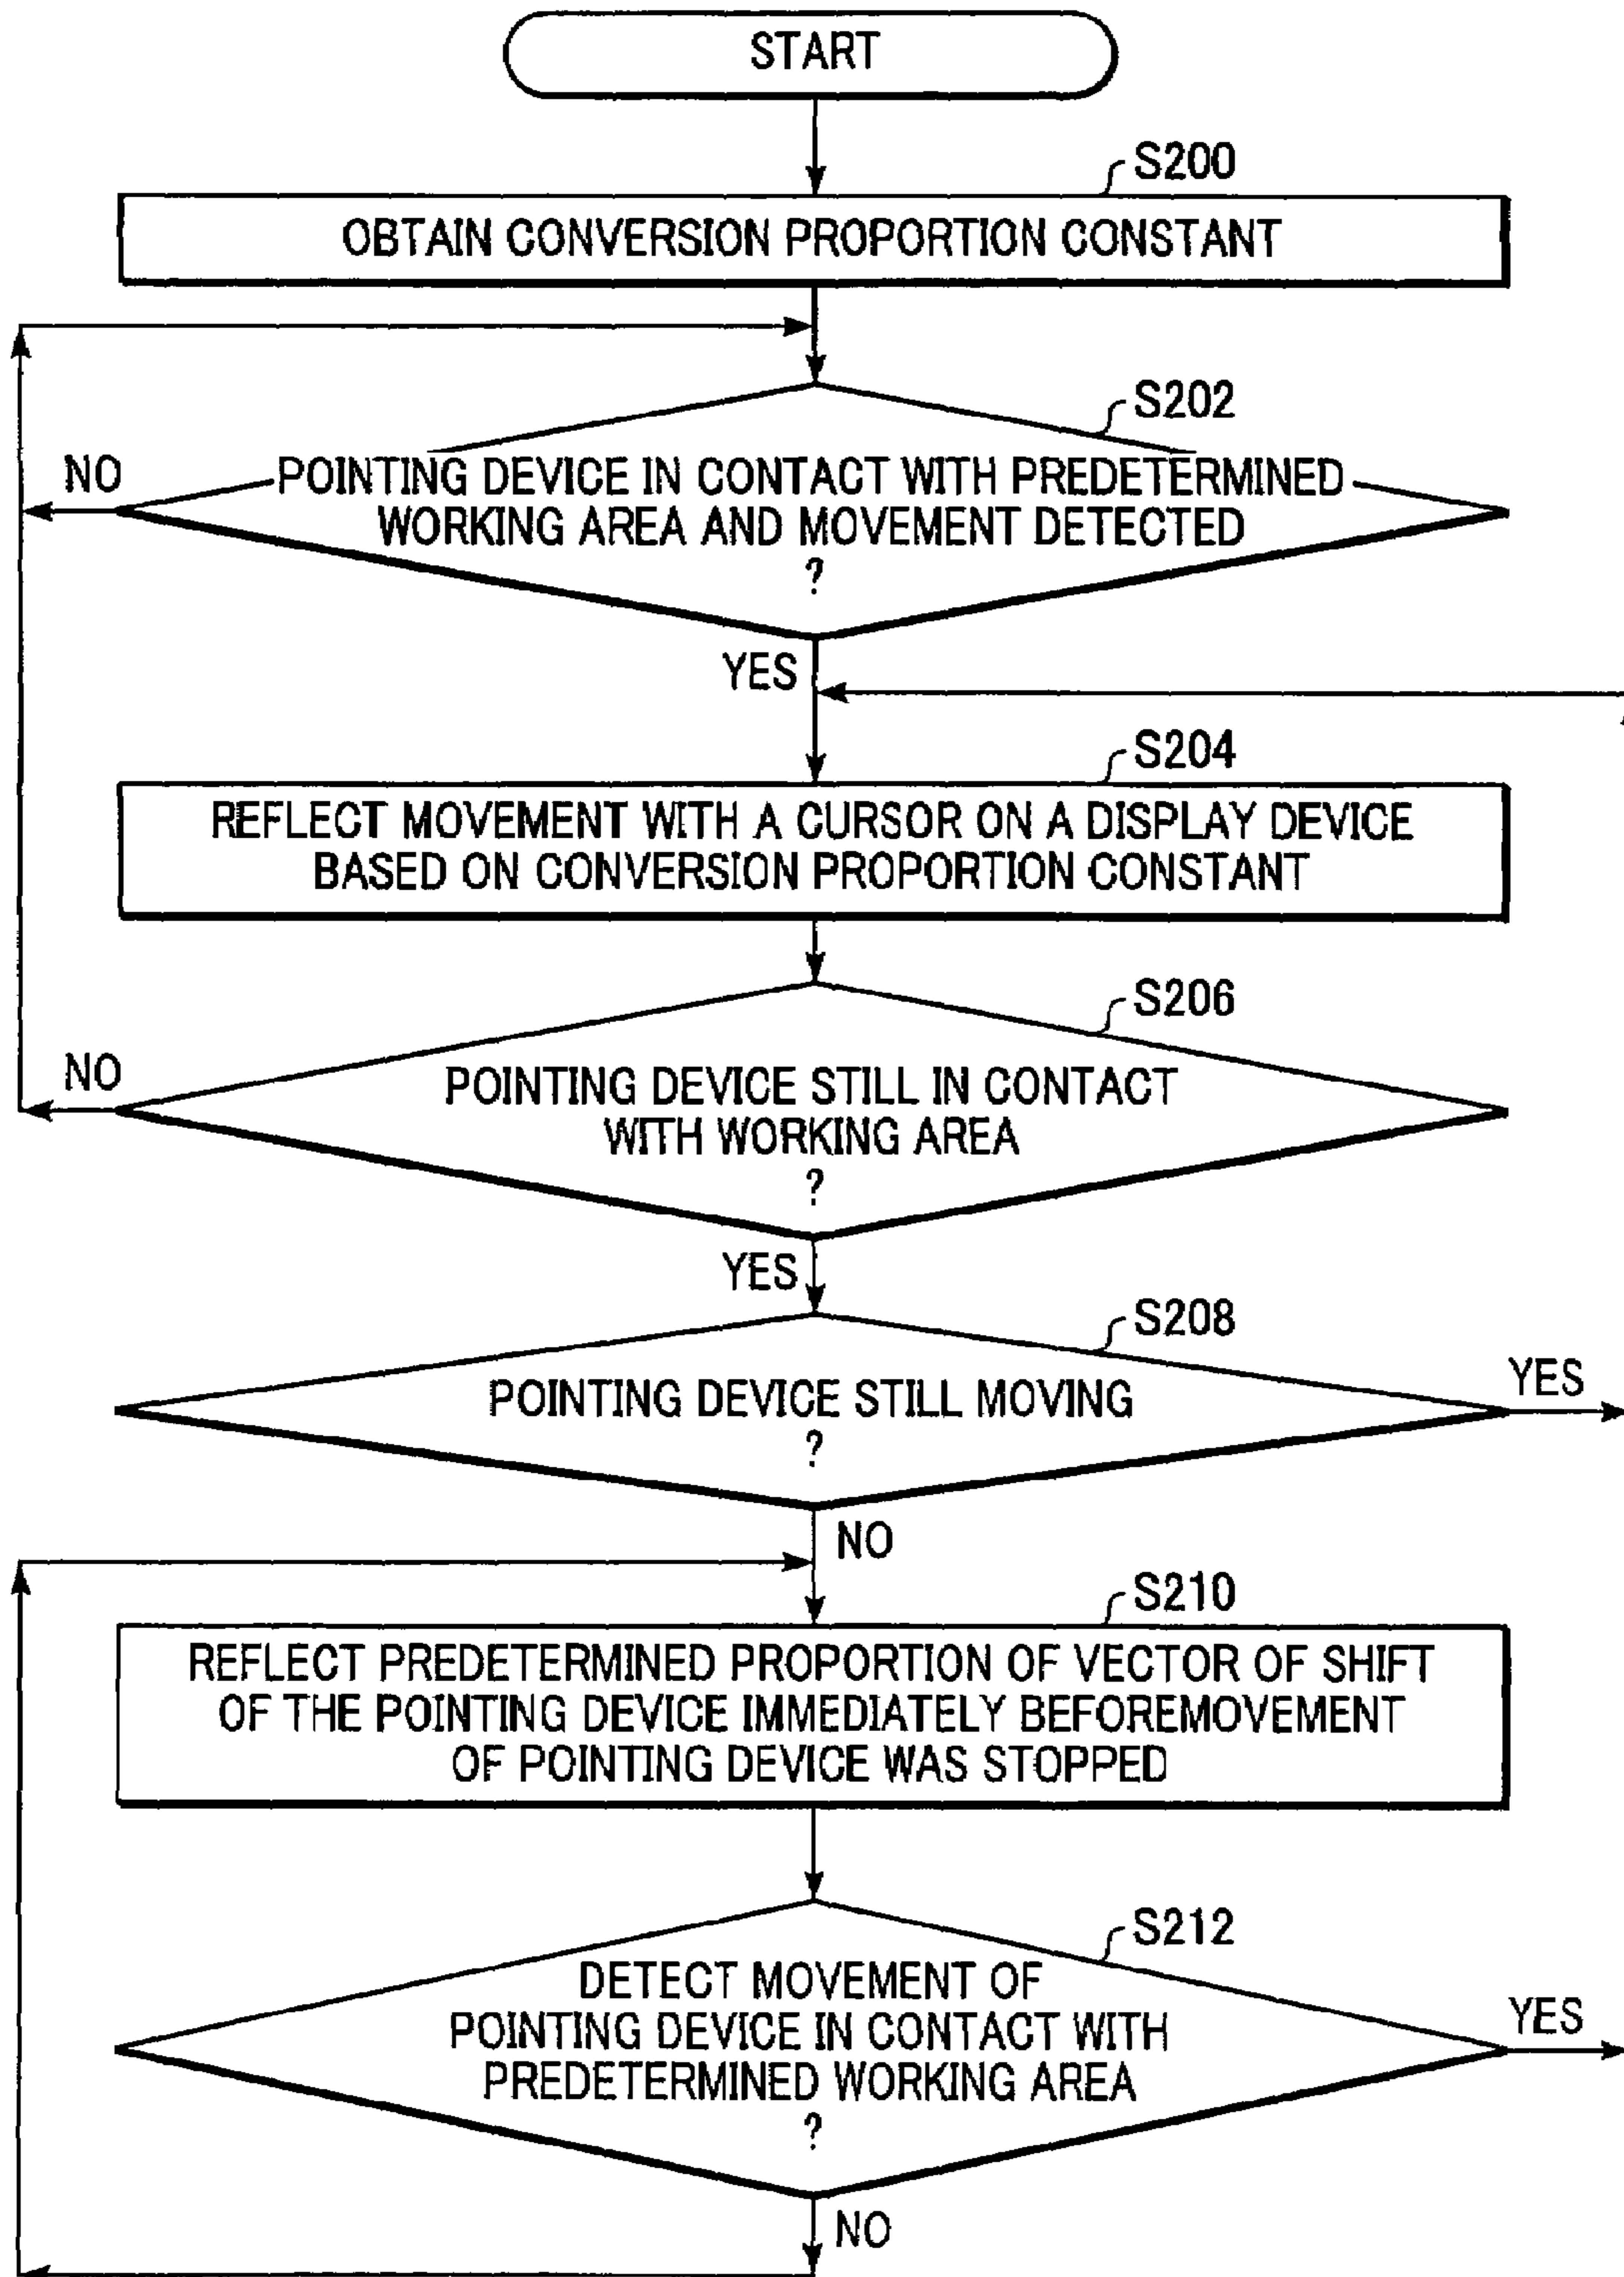 START
S200
OBTAIN CONVERSION PROPORTION CONSTANT
S202
NO
POINTING DEVICE IN CONTACT WITH PREDETERMINED
WORKING AREA AND MOVEMENT DETECTED
?
YES
S204
REFLECT MOVEMENT WITH A CURSOR ON A DISPLAY DEVICE
BASED ON CONVERSION PROPORTION CONSTANT
S206
NO
POINTING DEVICE STILL IN CONTACT
WITH WORKING AREA
?
YES
S208
POINTING DEVICE STILL MOVING
?
YES
NO
S210
REFLECT PREDETERMINED PROPORTION OF VECTOR OF SHIFT
OF THE POINTING DEVICE IMMEDIATELY BEFOREMOVEMENT
OF POINTING DEVICE WAS STOPPED
S212
DETECT MOVEMENT OF
POINTING DEVICE IN CONTACT WITH
PREDETERMINED WORKING AREA
?
YES
NO